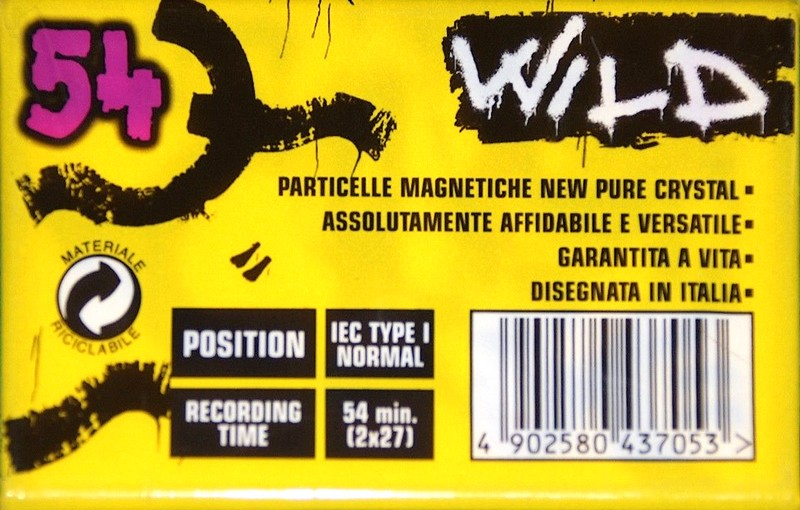 54
WILD
PARTICELLE MAGNETICHE NEW PURE CRYSTAL
ASSOLUTAMENTE AFFIDABILE E VERSATILE
GARANTITA A VITA
DISEGNATA IN ITALIA
MATERIALE
RICICLABILE
POSITION
IEC TYPE I
NORMAL
RECORDING
TIME
54 min.
(2x27)
4 902580 437053 >